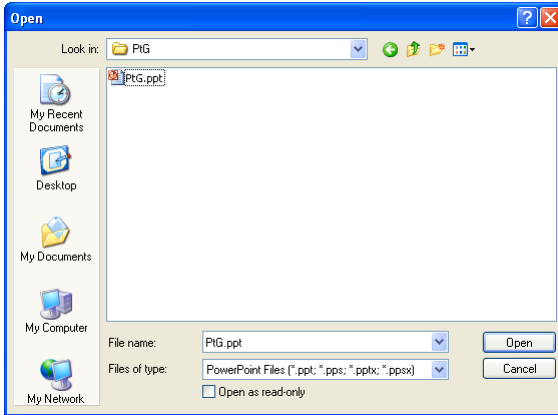 Open
Look in:
PtG
PtG.ppt
My Recent
Documents
Desktop
My Documents
My Computer
My Network
File name:
PtG.ppt
Open
Files of type:
PowerPoint Files (*.ppt; *.pps; *.pptx; *.ppsx)
Cancel
Open as read-only